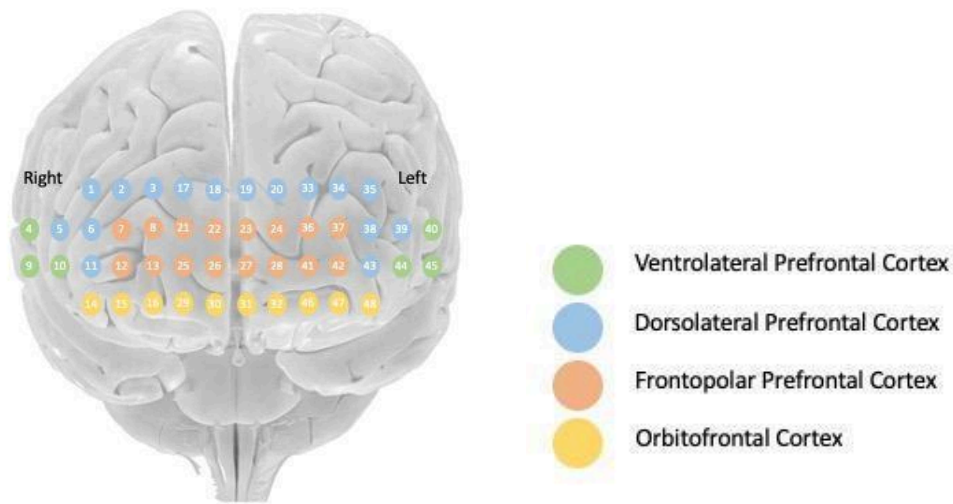 Right
Left
1 2 3 17 18 19 20 33 34 35
4 5 6 7 8 21 22 23 24 36 37 38 39 40
9 10 11 12 13 25 26 27 28 41 42 43 44 45
14 15 16 29 30 31 32 46 47 48
Ventrolateral Prefrontal Cortex
Dorsolateral Prefrontal Cortex
Frontopolar Prefrontal Cortex
Orbitofrontal Cortex